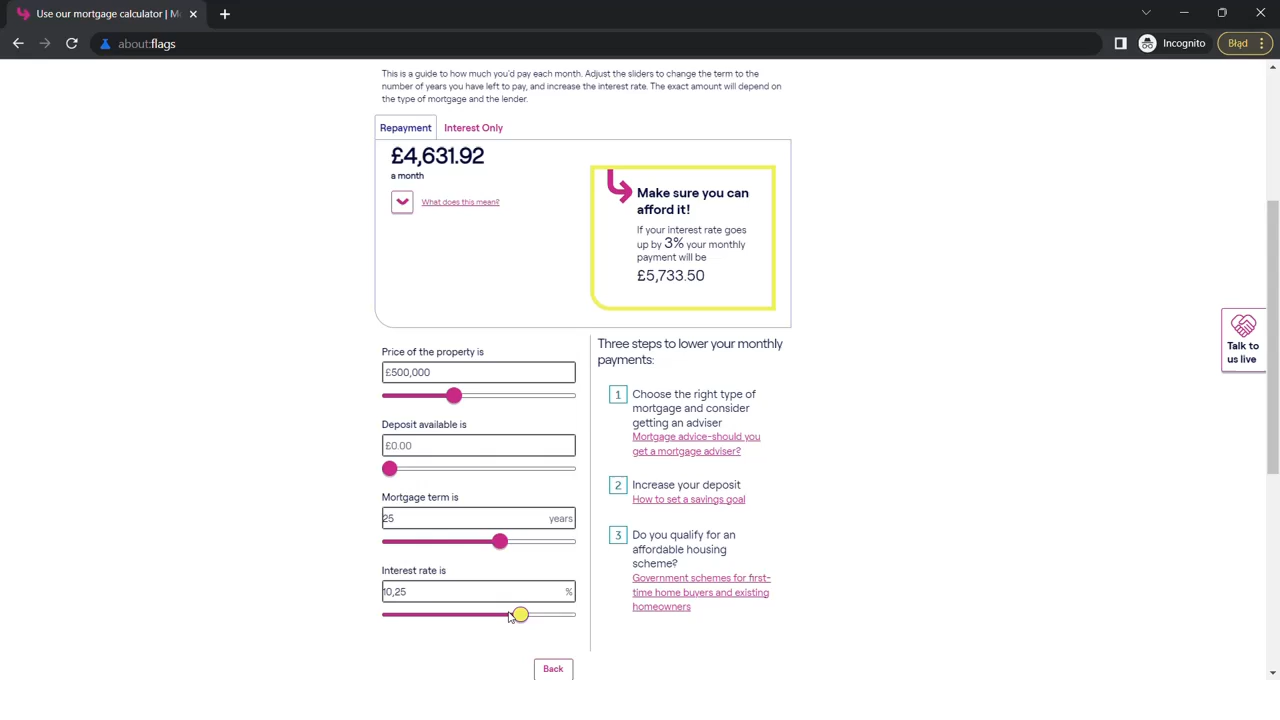 Use our mortgage calculator | M
about:flags
Incognito
Błąd
This is a guide to how much you'd pay each month. Adjust the sliders to change the term to the
number of years you have left to pay, and increase the interest rate. The exact amount will depend on
the type of mortgage and the lender.
Repayment
Interest Only
£4,631.92
a month
What does this mean?
Make sure you can
afford it!
If your interest rate goes
up by 3% your monthly
payment will be
£5,733.50
Price of the property is
£500,000
Deposit available is
£0.00
Mortgage term is
25 years
Interest rate is
10,25 %
Back
Three steps to lower your monthly
payments:
1 Choose the right type of
mortgage and consider
getting an adviser
Mortgage advice-should you
get a mortgage adviser?
2 Increase your deposit
How to set a savings goal
3 Do you qualify for an
affordable housing
scheme?
Government schemes for first-
time home buyers and existing
homeowners
Talk to
us live